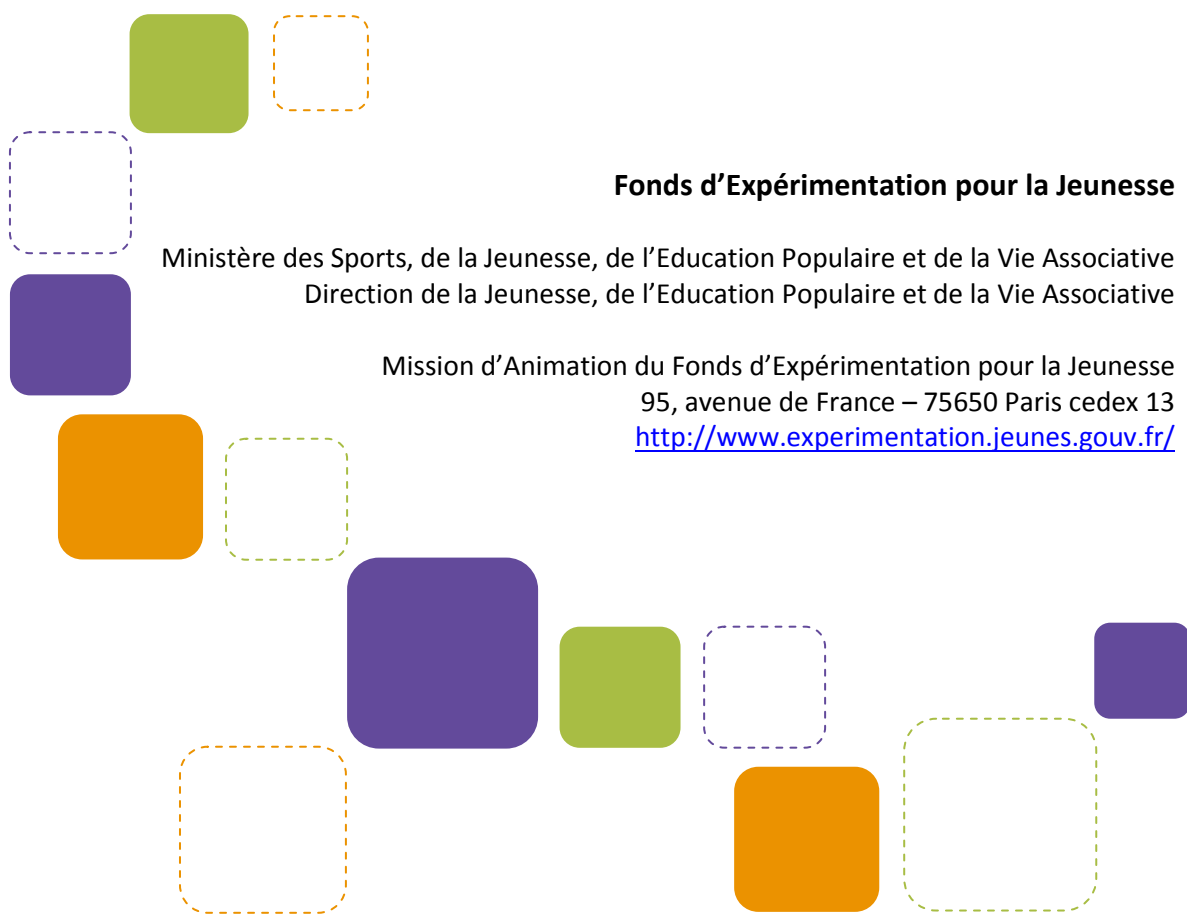 Fonds d’Expérimentation pour la Jeunesse
Ministère des Sports, de la Jeunesse, de l’Education Populaire et de la Vie Associative
Direction de la Jeunesse, de l’Education Populaire et de la Vie Associative
Mission d’Animation du Fonds d’Expérimentation pour la Jeunesse
95, avenue de France – 75650 Paris cedex 13
http://www.experimentation.jeunes.gouv.fr/